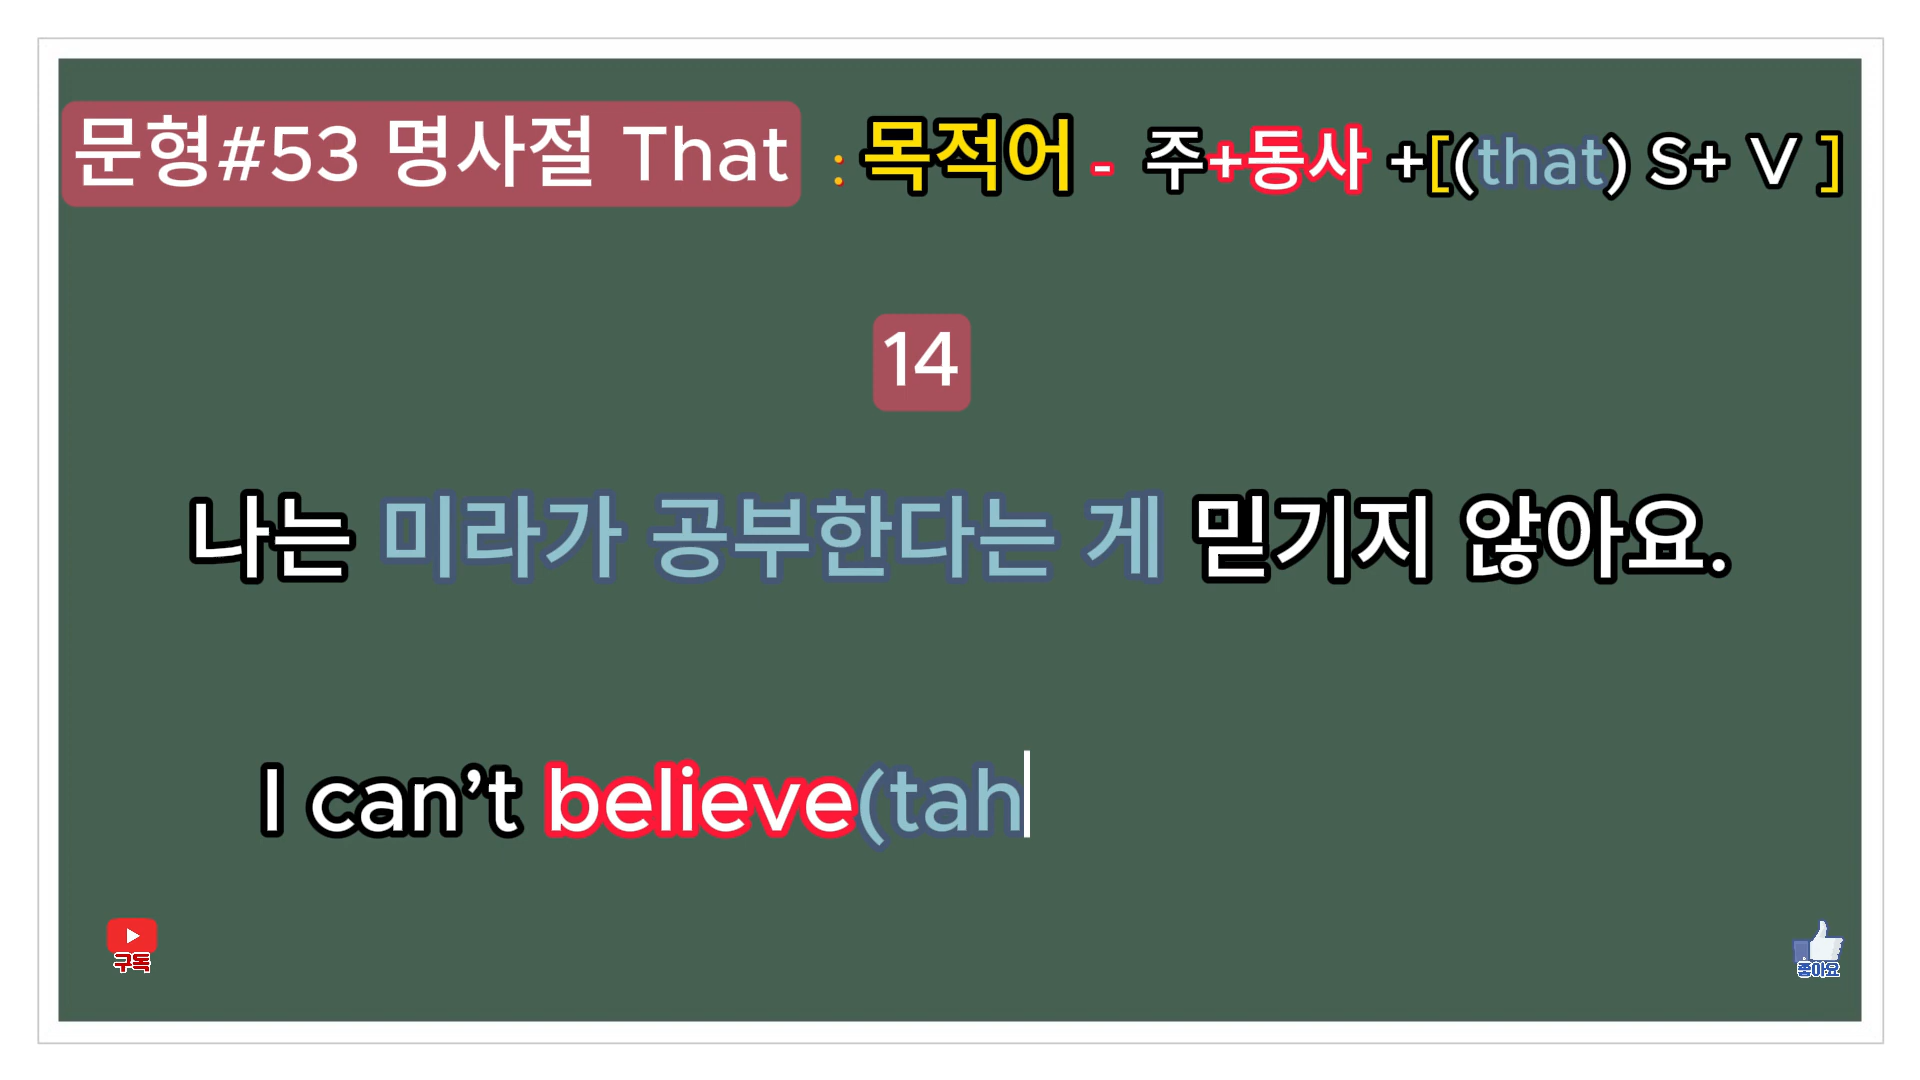 문형#53 명사절 That : 목적어 - 주+동사 +[(that) S+ V ]
14
나는 미라가 공부한다는 게 믿기지 않아요.
I can’t believe(tah
구독
좋아요